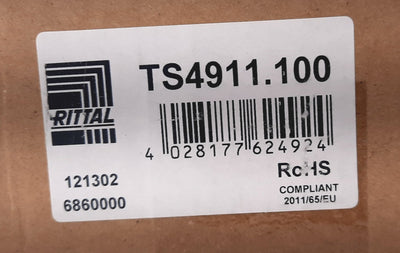 TS4911.100
RITTAL
4 028177 624924
RoHS
121302
COMPLIANT
6860000
2011/65/EU